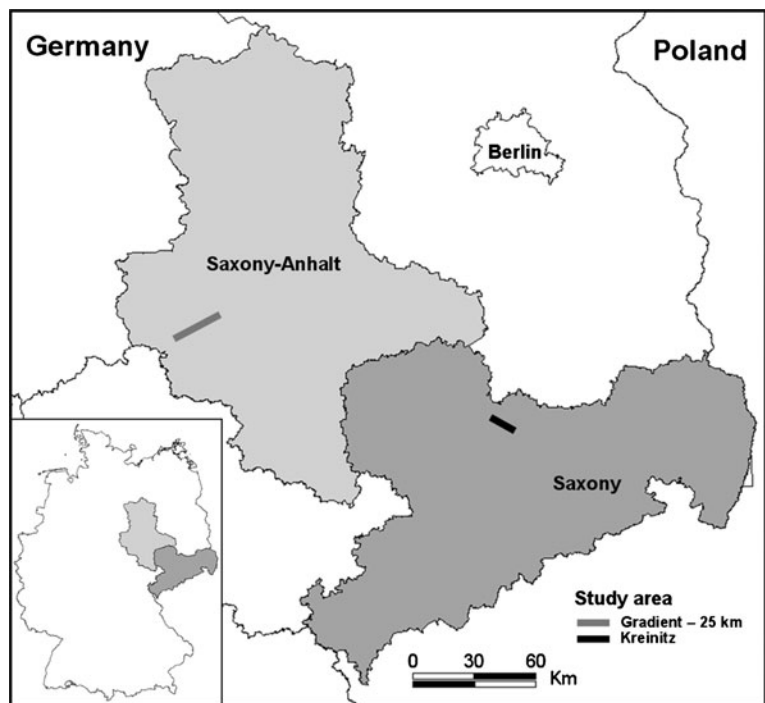 Germany
Poland
Berlin
Saxony-Anhalt
Saxony
Study area
Gradient – 25 km
Kreinitz
0 30 60
Km